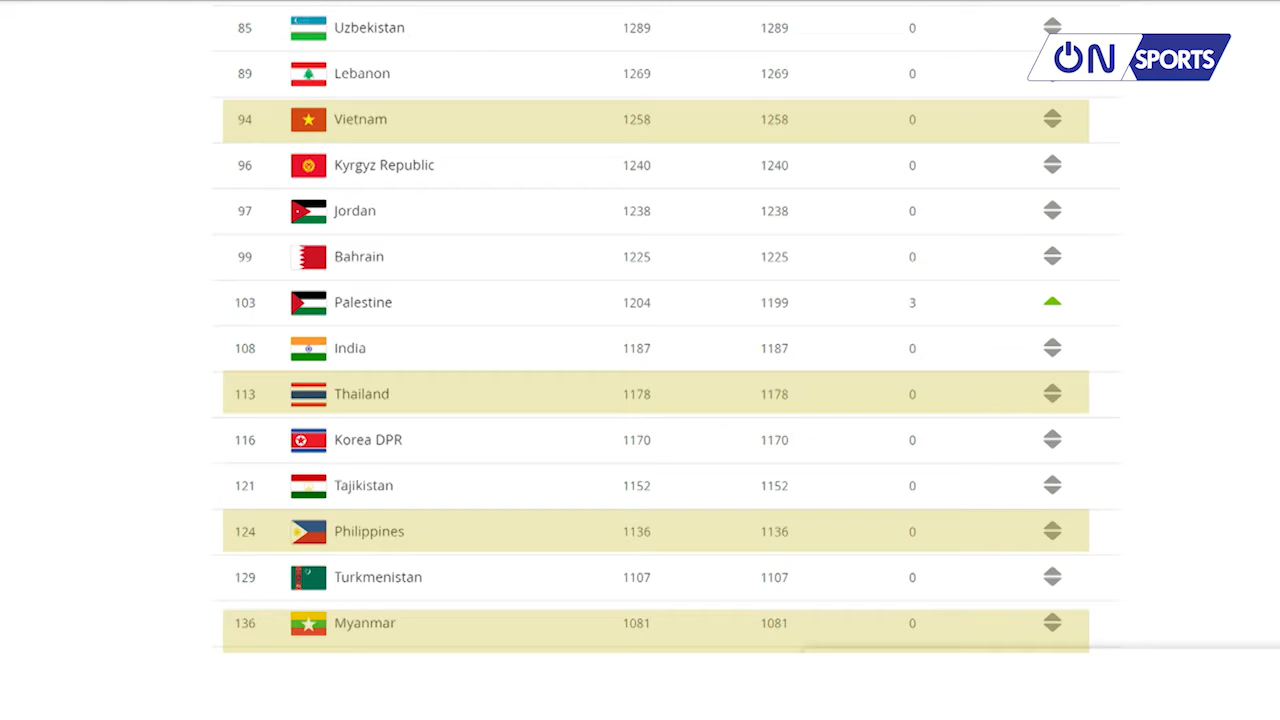 85 Uzbekistan 1289 1289 0
ON SPORTS
89 Lebanon 1269 1269 0
94 Vietnam 1258 1258 0
96 Kyrgyz Republic 1240 1240 0
97 Jordan 1238 1238 0
99 Bahrain 1225 1225 0
103 Palestine 1204 1199 3
108 India 1187 1187 0
113 Thailand 1178 1178 0
116 Korea DPR 1170 1170 0
121 Tajikistan 1152 1152 0
124 Philippines 1136 1136 0
129 Turkmenistan 1107 1107 0
136 Myanmar 1081 1081 0